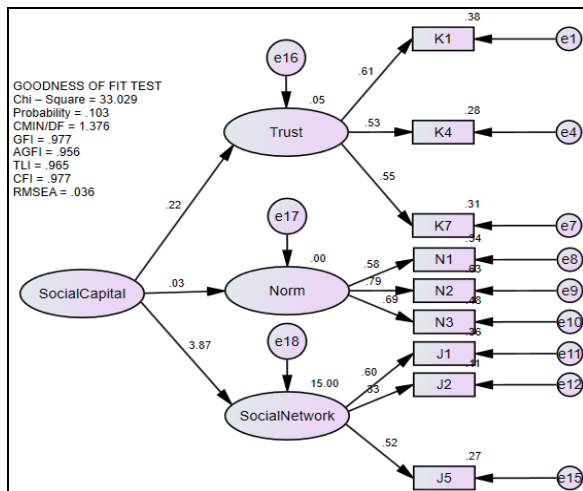 .38
K1
e1
e16
.61
GOODNESS OF FIT TEST
Chi – Square = 33.029
Probability = .103
CMIN/DF = 1.376
GFI = .977
AGFI = .956
TLI = .965
CFI = .977
RMSEA = .036
.05
Trust
.28
.53
K4
e4
.55
.22
.31
K7
e7
e17
.34
.00
.58
N1
e8
.63
SocialCapital
.03
Norm
.79
N2
e9
.48
.69
N3
e10
e18
.36
3.87
J1
e11
15.00
.60
.11
.33
J2
e12
SocialNetwork
.52
.27
J5
e15